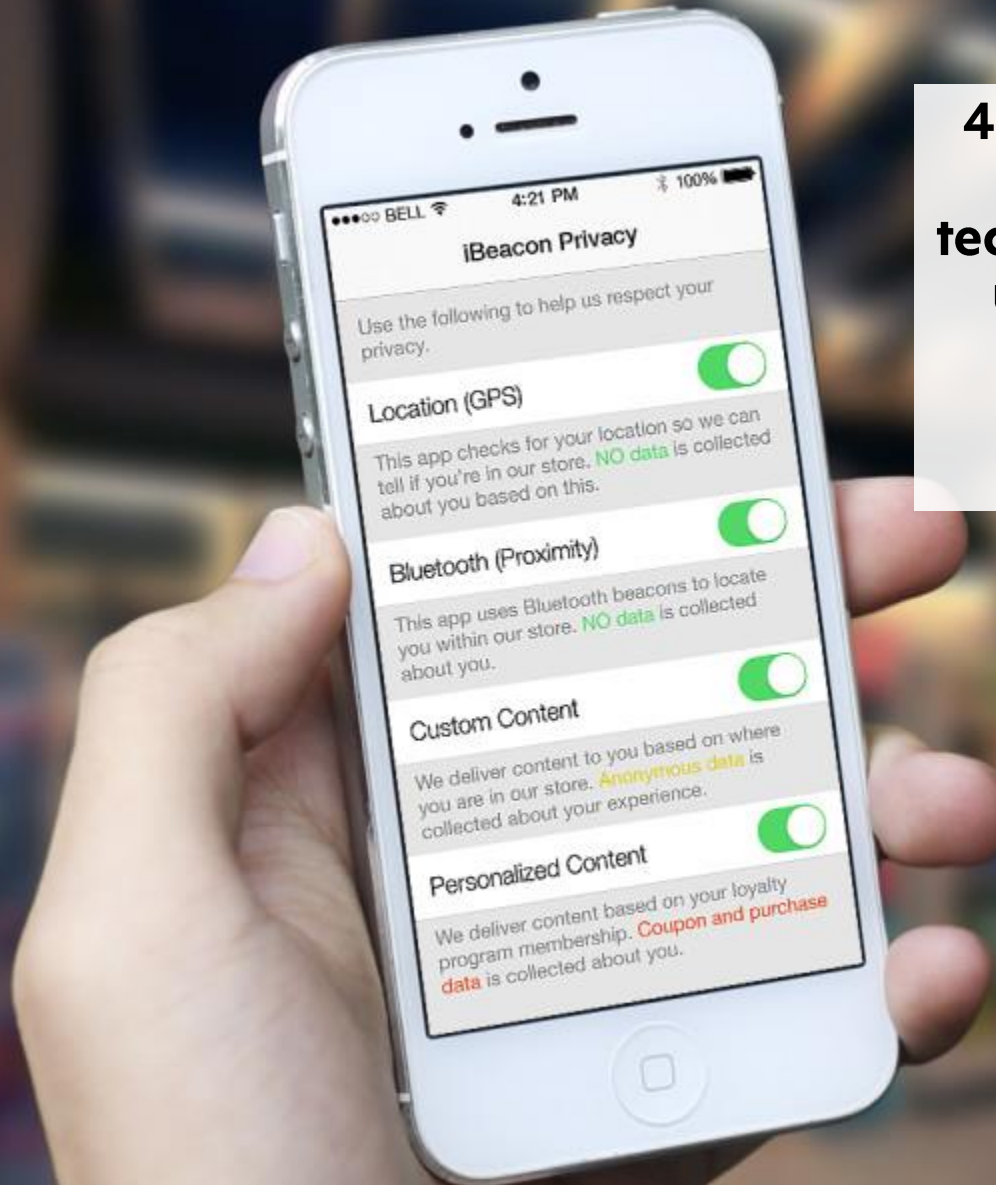 ●●●○○ BELL 4:21 PM 100%
iBeacon Privacy
Use the following to help us respect your
privacy.
Location (GPS)
This app checks for your location so we can
tell if you're in our store. NO data is collected
about you based on this.
Bluetooth (Proximity)
This app uses Bluetooth beacons to locate
you within our store. NO data is collected
about you.
Custom Content
We deliver content to you based on where
you are in our store. Anonymous data is
collected about your experience.
Personalized Content
We deliver content based on your loyalty
program membership. Coupon and purchase
data is collected about you.
4